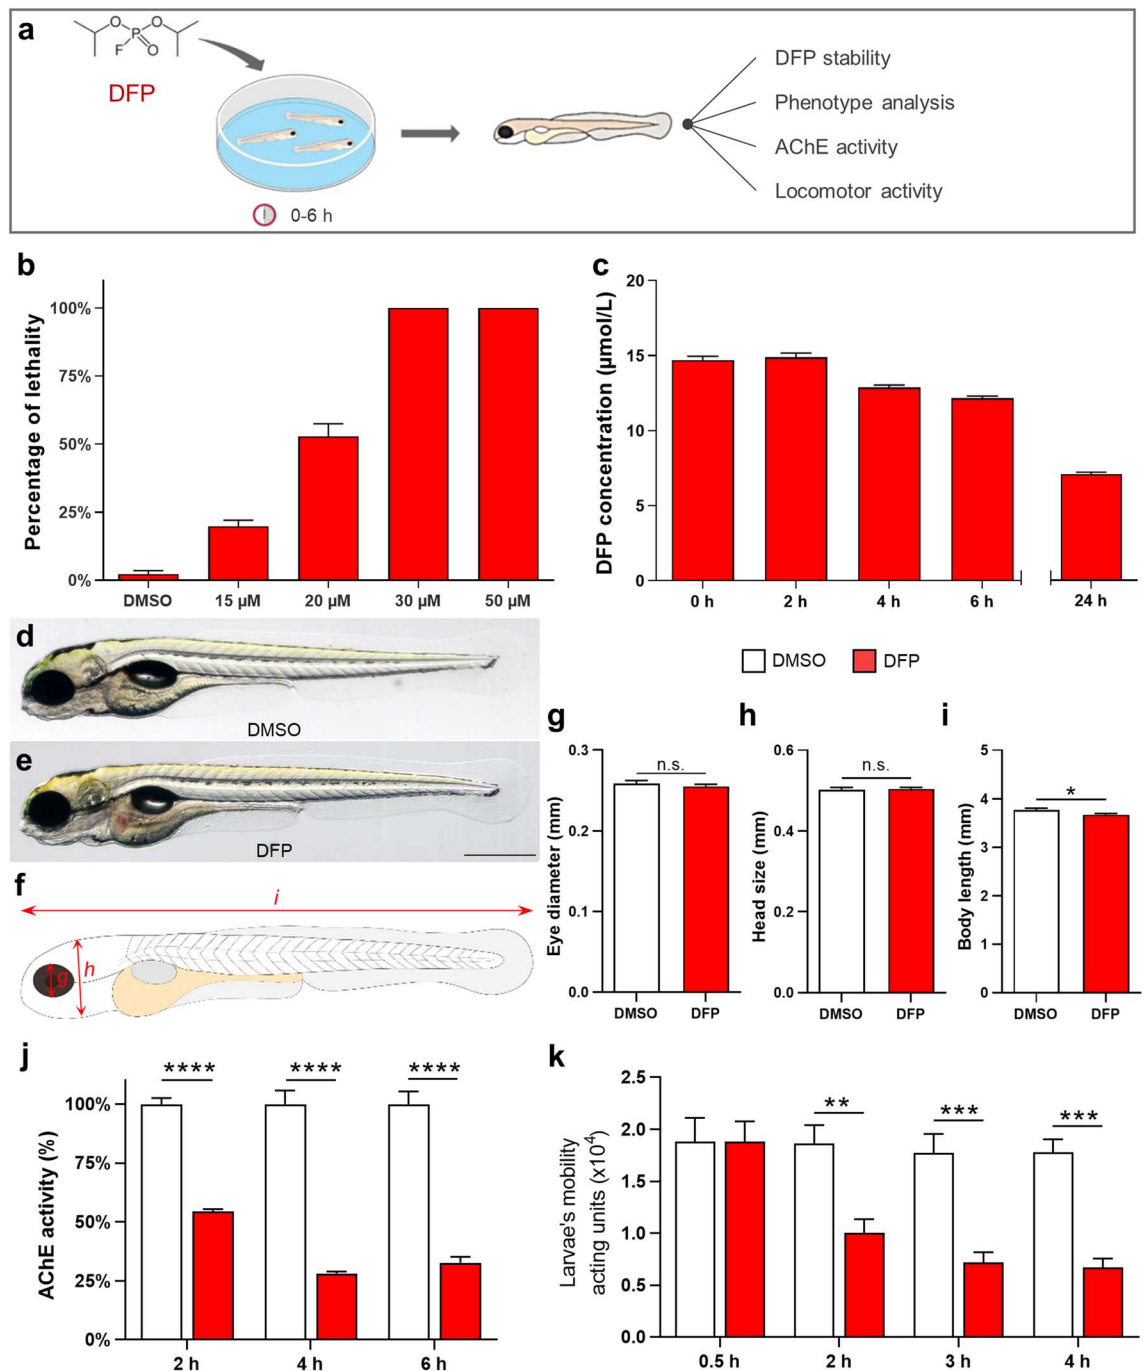 a
O O
P
F O
DFP
0-6 h
DFP stability
Phenotype analysis
AChE activity
Locomotor activity
b
Percentage of lethality
100%
75%
50%
25%
0%
DMSO 15 µM 20 µM 30 µM 50 µM
c
DFP concentration (µmol/L)
20
15
10
5
0
0 h 2 h 4 h 6 h 24 h
d
DMSO
e
DFP
DMSO DFP
f
i
g h
g
Eye diameter (mm)
0.3
0.2
0.1
0.0
n.s.
DMSO DFP
h
Head size (mm)
0.6
0.4
0.2
0.0
n.s.
DMSO DFP
i
Body length (mm)
5
4
3
2
1
0
*
DMSO DFP
j
AChE activity (%)
100%
75%
50%
25%
0%
**** **** ****
2 h 4 h 6 h
k
Larvae's mobility
acting units (x10⁴)
2.5
2.0
1.5
1.0
0.5
0.0
** *** ***
0.5 h 2 h 3 h 4 h